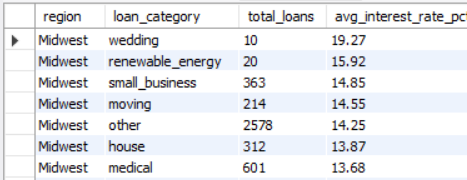 region loan_category total_loans avg_interest_rate_pc
Midwest wedding 10 19.27
Midwest renewable_energy 20 15.92
Midwest small_business 363 14.85
Midwest moving 214 14.55
Midwest other 2578 14.25
Midwest house 312 13.87
Midwest medical 601 13.68